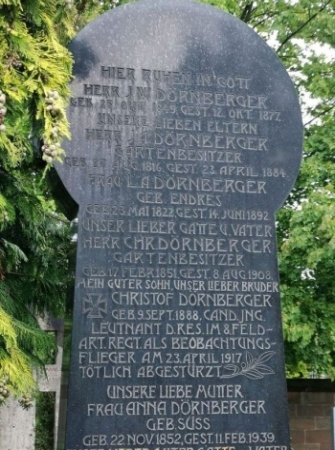 HIER RUHEN IN GOTT
HERR J.W. DÖRNBERGER
GEST. 12. OKT. 1872
UNSERE LIEBEN ELTERN
HERR DÖRNBERGER
GARTENBESITZER
1816, GEST. 23. APRIL 1884
FRAU L.A. DÖRNBERGER
GEB. ENDRES
GEB. 25. MAI 1822, GEST. 14. JUNI 1892
UNSER LIEBER GATTE U. VATER
HERR CHR. DÖRNBERGER
GARTENBESITZER
GEB. 17. FEBR. 1851, GEST. 8. AUG. 1908.
MEIN GUTER SOHN, UNSER LIEBER BRUDER
CHRISTOF DÖRNBERGER
GEB. 9. SEPT. 1888, CAND. ING.
LEUTNANT D. RES. IM 8. FELD-
ART. REGT. ALS BEOBACHTUNGS-
FLIEGER AM 23. APRIL 1917
TÖTLICH ABGESTÜRZT
UNSERE LIEBE MUTTER
FRAU ANNA DÖRNBERGER
GEB. SÜSS
GEB. 22. NOV. 1852, GEST. 11. FEB. 1939.